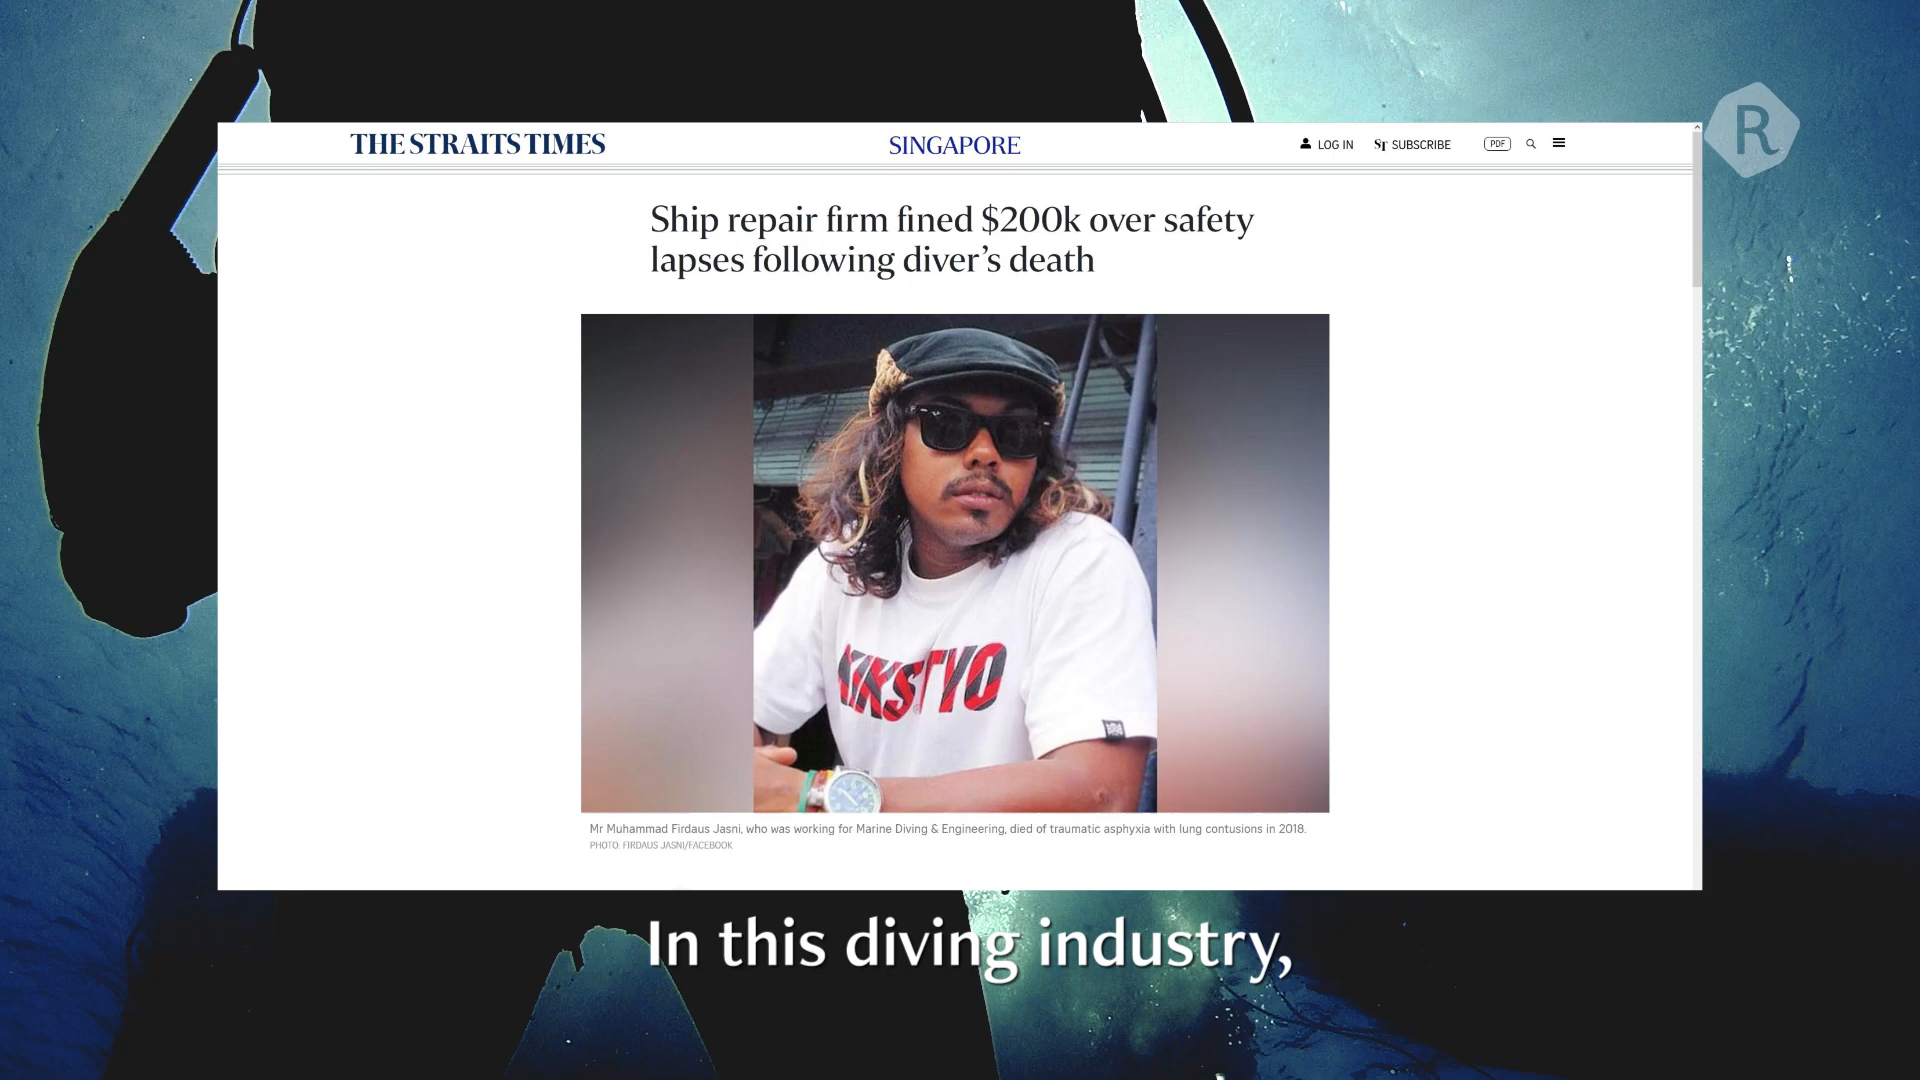 THE STRAITS TIMES
SINGAPORE
LOG IN
ST SUBSCRIBE
PDF
R
Ship repair firm fined $200k over safety
lapses following diver's death
KIKSTYO
Mr Muhammad Firdaus Jasni, who was working for Marine Diving & Engineering, died of traumatic asphyxia with lung contusions in 2018.
PHOTO: FIRDAUS JASNI/FACEBOOK
In this diving industry,